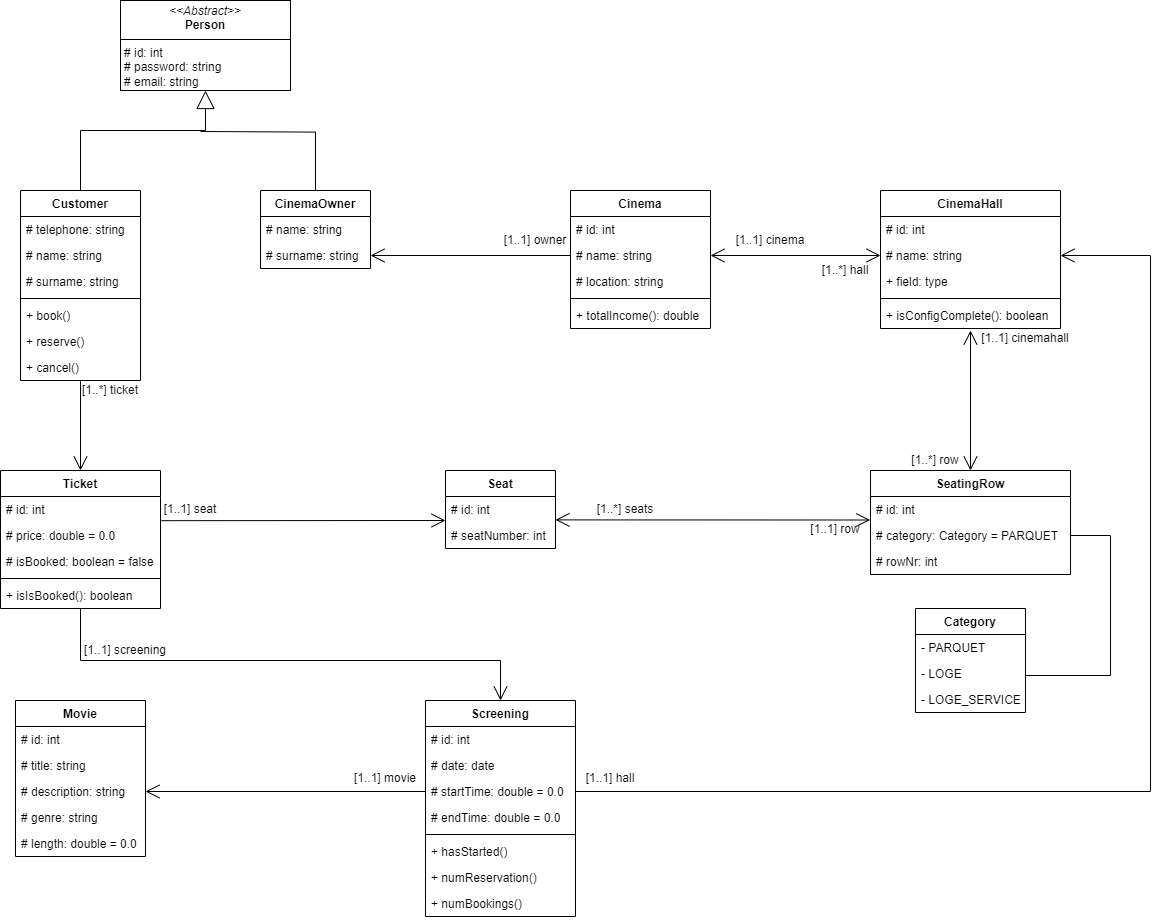 <<Abstract>>
Person
# id: int
# password: string
# email: string
Customer
# telephone: string
# name: string
# surname: string
+ book()
+ reserve()
+ cancel()
CinemaOwner
# name: string
# surname: string
[1..1] owner
Cinema
# id: int
# name: string
# location: string
+ totalIncome(): double
[1..1] cinema
[1..*] hall
CinemaHall
# id: int
# name: string
+ field: type
+ isConfigComplete(): boolean
[1..1] cinemahall
[1..*] ticket
[1..*] row
Ticket
# id: int
# price: double = 0.0
# isBooked: boolean = false
+ isIsBooked(): boolean
[1..1] seat
Seat
# id: int
# seatNumber: int
[1..*] seats
[1..1] row
SeatingRow
# id: int
# category: Category = PARQUET
# rowNr: int
Category
- PARQUET
- LOGE
- LOGE_SERVICE
[1..1] screening
Movie
# id: int
# title: string
# description: string
# genre: string
# length: double = 0.0
[1..1] movie
Screening
# id: int
# date: date
# startTime: double = 0.0
# endTime: double = 0.0
+ hasStarted()
+ numReservation()
+ numBookings()
[1..1] hall